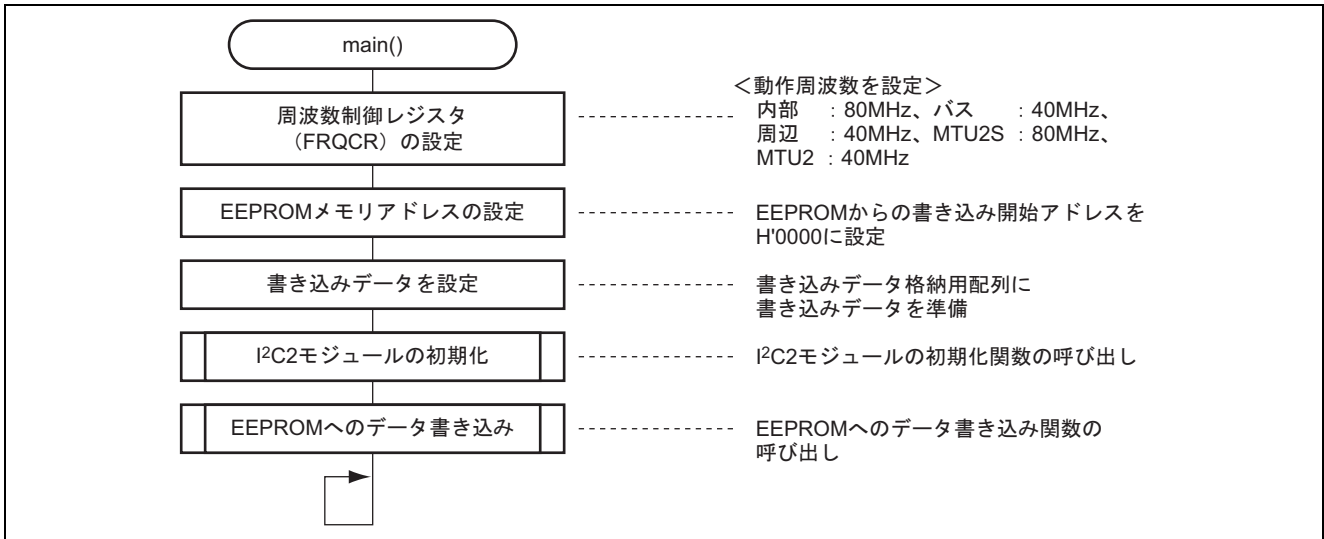 main()
周波数制御レジスタ
(FRQCR)の設定
<動作周波数を設定>
内部 :80MHz、バス :40MHz、
周辺 :40MHz、MTU2S :80MHz、
MTU2 :40MHz
EEPROMメモリアドレスの設定
EEPROMからの書き込み開始アドレスを
H'0000に設定
書き込みデータを設定
書き込みデータ格納用配列に
書き込みデータを準備
I²C2モジュールの初期化
I²C2モジュールの初期化関数の呼び出し
EEPROMへのデータ書き込み
EEPROMへのデータ書き込み関数の
呼び出し